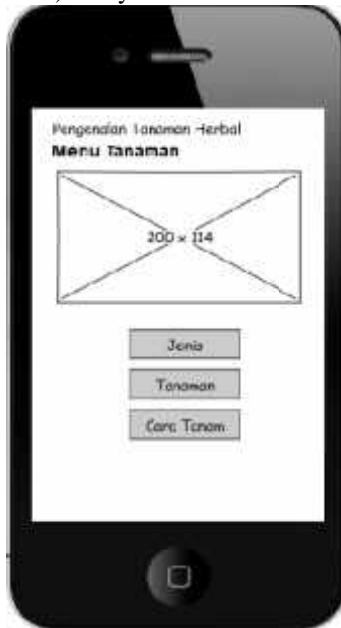 Pengenalan Tanaman Herbal
Menu Tanaman
200 x 114
Jenis
Tanaman
Cara Tanam